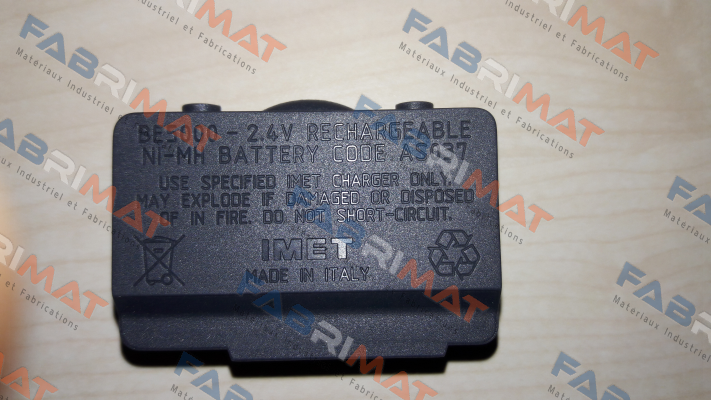 BE5000 - 2.4V RECHARGEABLE
NI-MH BATTERY CODE AS037
USE SPECIFIED IMET CHARGER ONLY.
MAY EXPLODE IF DAMAGED OR DISPOSED
OF IN FIRE. DO NOT SHORT-CIRCUIT.
IMET
MADE IN ITALY
FABRIMAT
Matériaux Industriel et Fabrications